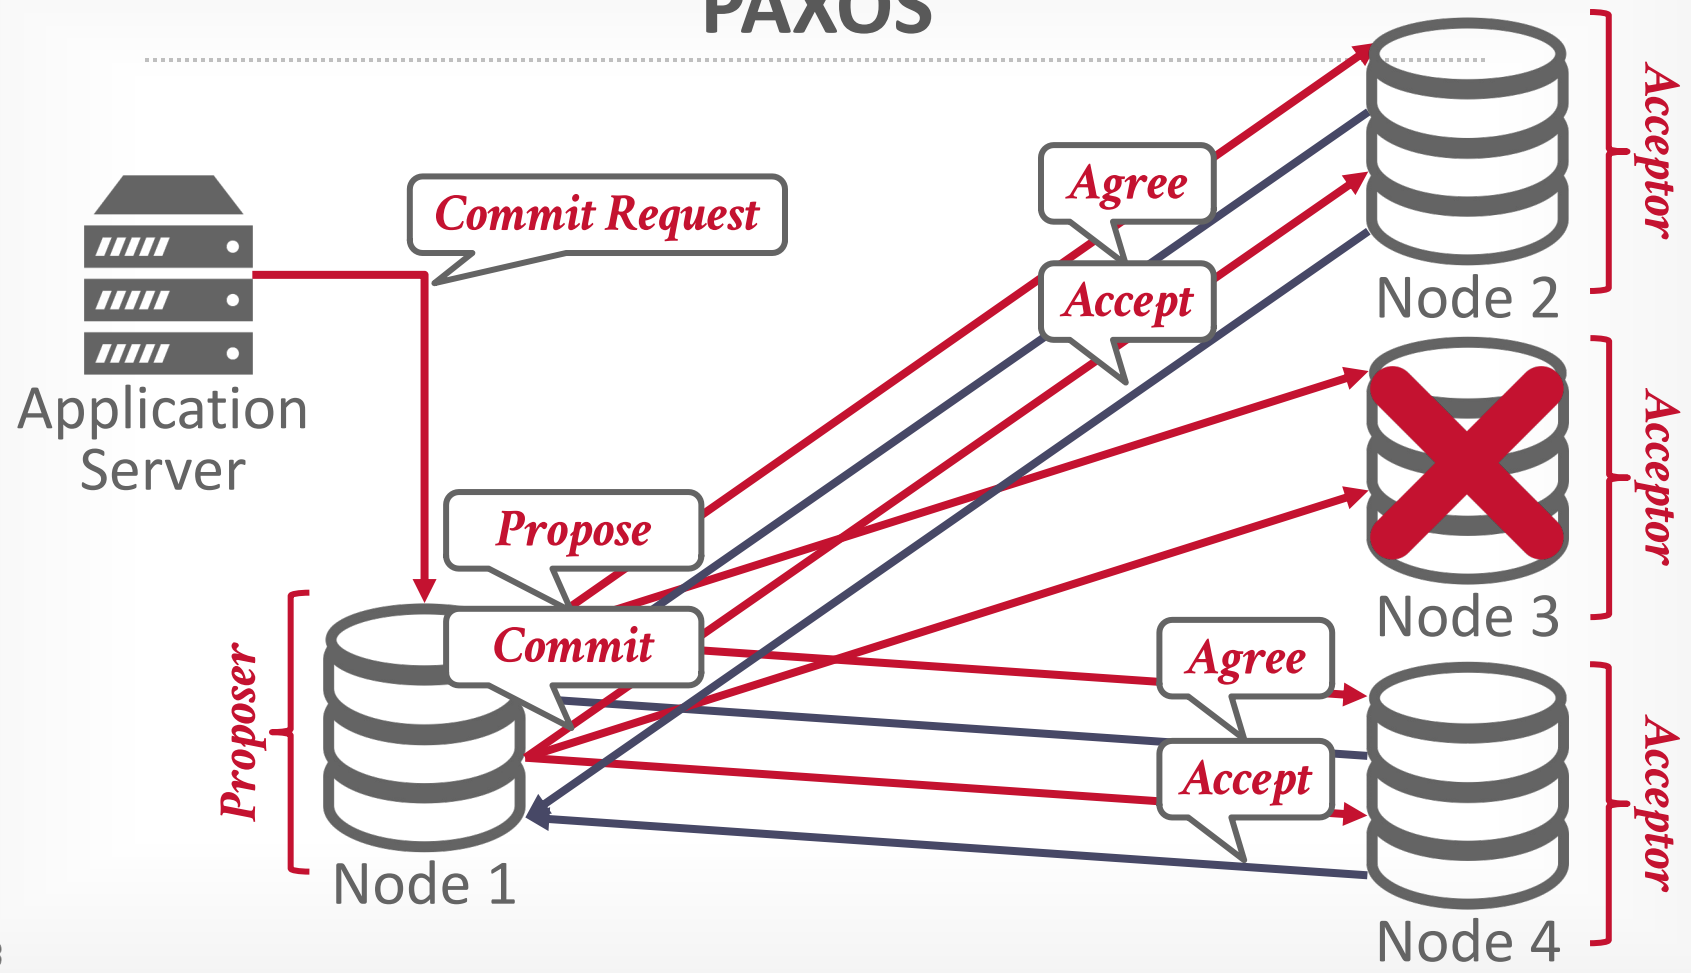 PAXOS
Commit Request
Application
Server
Propose
Commit
Agree
Accept
Agree
Accept
Proposer
Node 1
Acceptor
Node 2
Acceptor
Node 3
Acceptor
Node 4